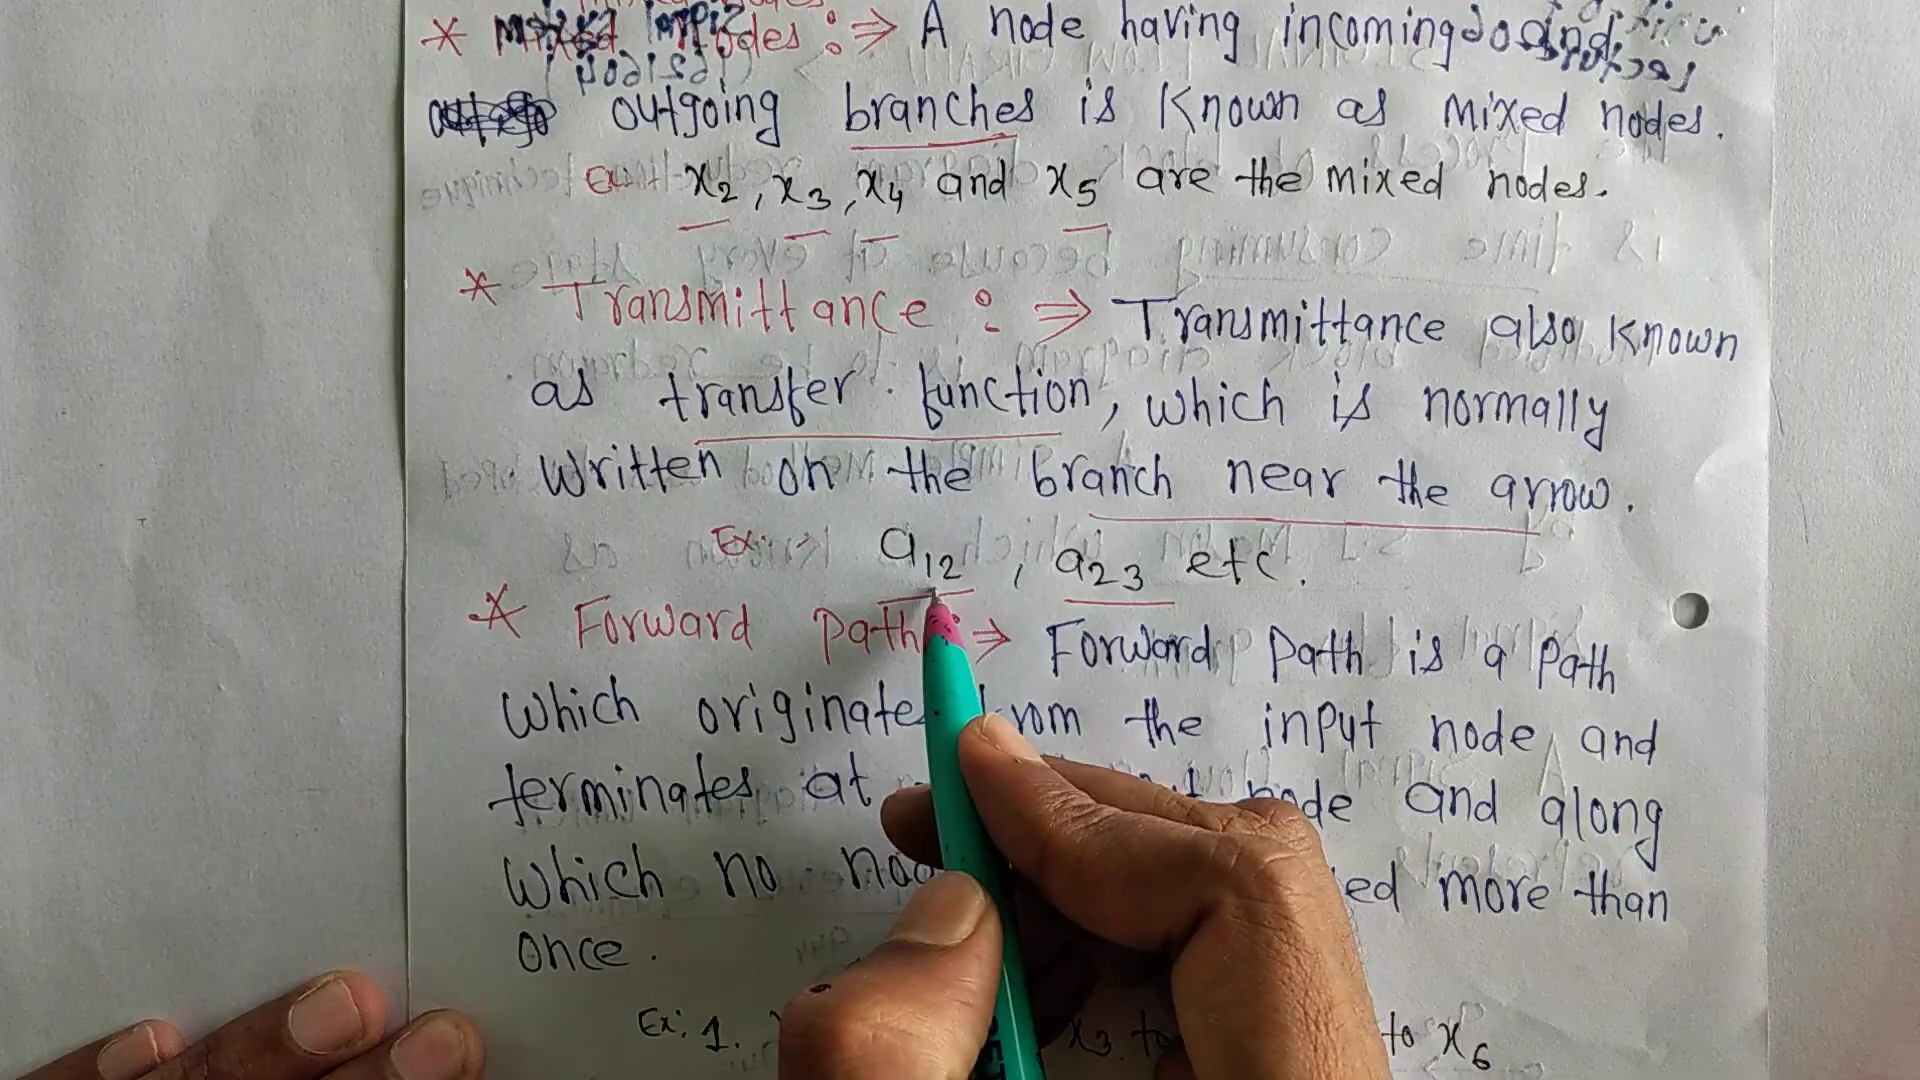 * Mixed Nodes :⇒ A node having incoming and
outgoing branches is known as mixed nodes.
Ex:- x2, x3, x4 and x5 are the mixed nodes.
* Transmittance :⇒ Transmittance also known
as transfer function, which is normally
written on the branch near the arrow.
Ex:⇒ a12, a23 etc.
* Forward Path:⇒ Forward Path is a Path
which originates from the input node and
terminates at node and along
which no more than
once.
Ex: 1. x3 to to x6